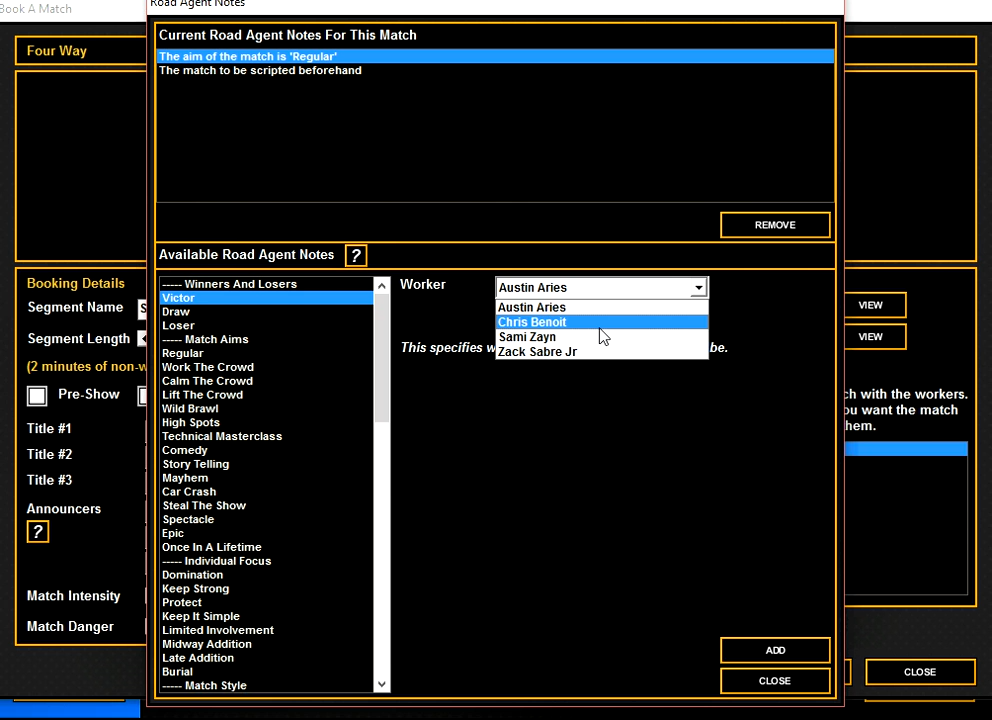 Book A Match
Road Agent Notes
Four Way
Current Road Agent Notes For This Match
The aim of the match is 'Regular'
The match to be scripted beforehand
REMOVE
Available Road Agent Notes ?
Booking Details
Segment Name S
Segment Length
(2 minutes of non-w
Pre-Show
Title #1
Title #2
Title #3
Announcers
?
Match Intensity
Match Danger
----- Winners And Losers
Victor
Draw
Loser
----- Match Aims
Regular
Work The Crowd
Calm The Crowd
Lift The Crowd
Wild Brawl
High Spots
Technical Masterclass
Comedy
Story Telling
Mayhem
Car Crash
Steal The Show
Spectacle
Epic
Once In A Lifetime
----- Individual Focus
Domination
Keep Strong
Protect
Keep It Simple
Limited Involvement
Midway Addition
Late Addition
Burial
----- Match Style
Worker
Austin Aries
Austin Aries
Chris Benoit
Sami Zayn
Zack Sabre Jr
This specifies w
be.
ADD
CLOSE
VIEW
VIEW
ch with the workers.
ou want the match
hem.
CLOSE